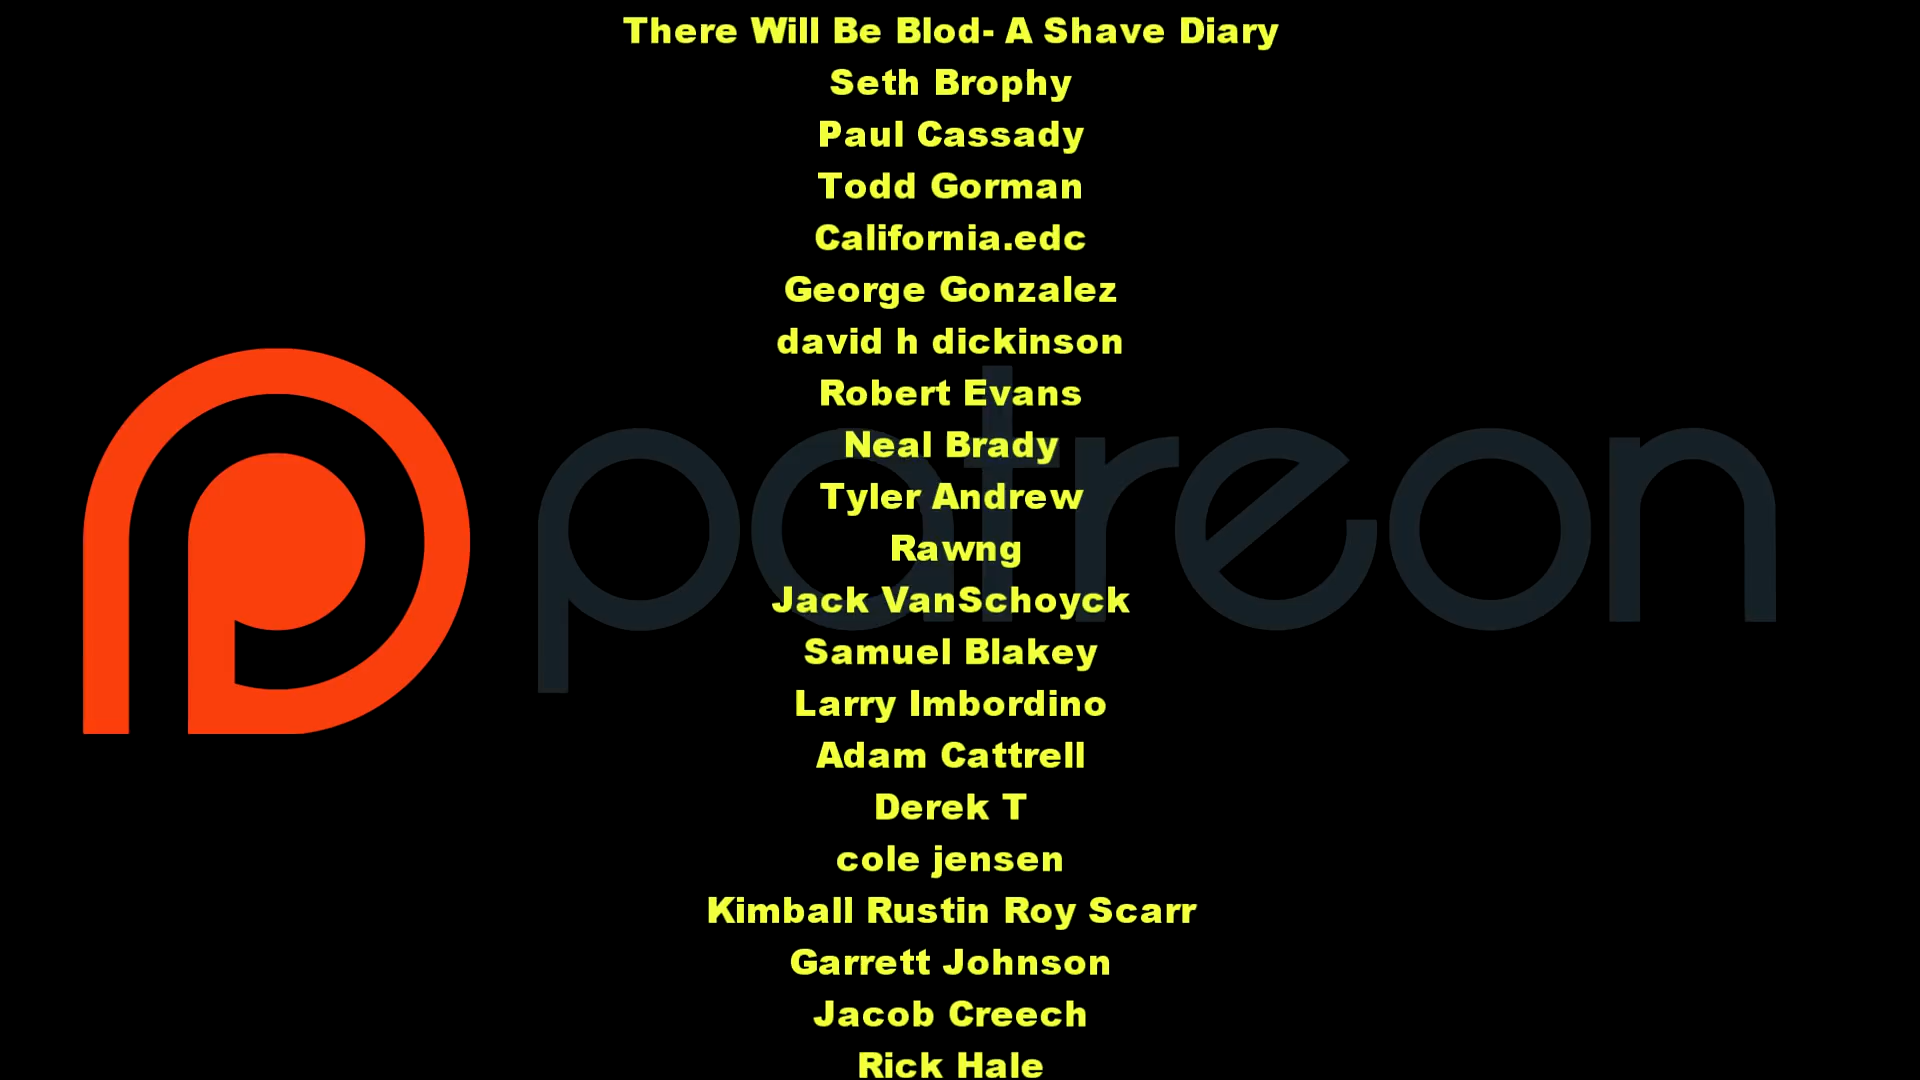 There Will Be Blod- A Shave Diary
Seth Brophy
Paul Cassady
Todd Gorman
California.edc
George Gonzalez
david h dickinson
Robert Evans
Neal Brady
Tyler Andrew
Rawng
patreon
Jack VanSchoyck
Samuel Blakey
Larry Imbordino
Adam Cattrell
Derek T
cole jensen
Kimball Rustin Roy Scarr
Garrett Johnson
Jacob Creech
Rick Hale